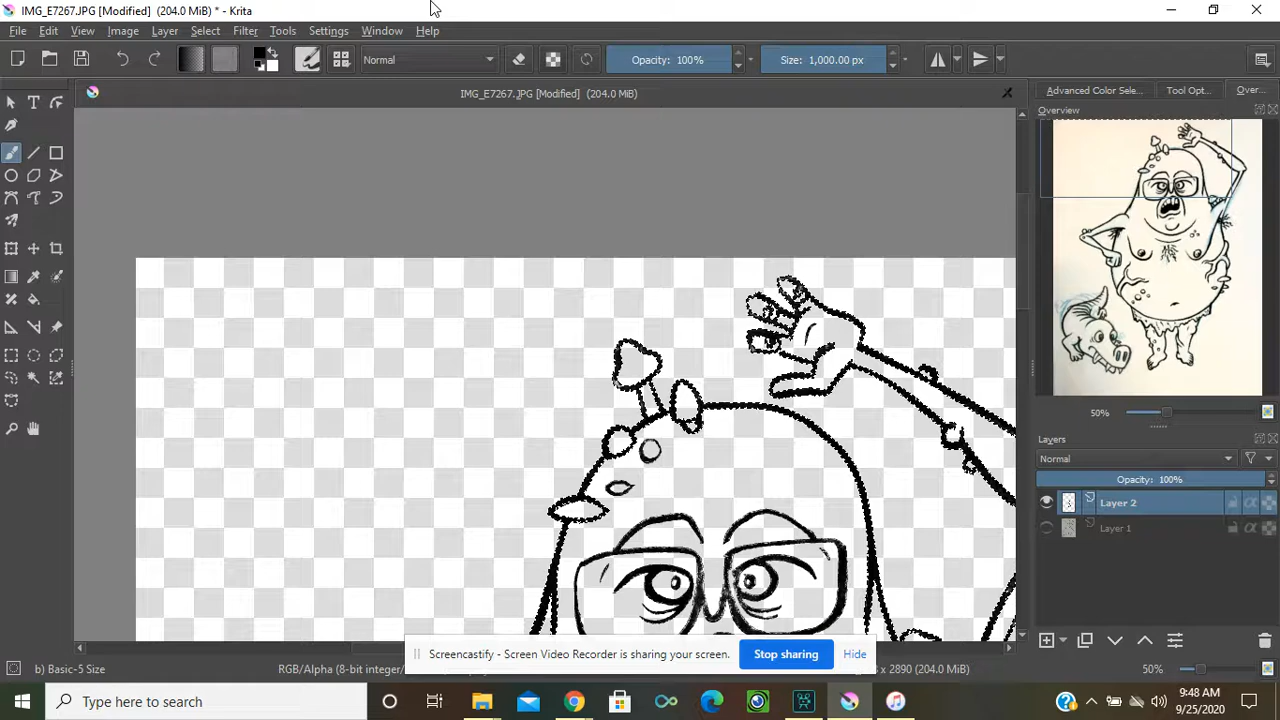 IMG_E7267.JPG [Modified]  (204.0 MiB) * - Krita
File Edit View Image Layer Select Filter Tools Settings Window Help
Normal
Opacity: 100%
Size: 1,000.00 px
IMG_E7267.JPG [Modified]  (204.0 MiB)
Advanced Color Sele... Tool Opt... Over...
Overview
50%
Layers
Normal
Opacity: 100%
Layer 2
Layer 1
Screencastify - Screen Video Recorder is sharing your screen. Stop sharing Hide
b) Basic-5 Size
RGB/Alpha (8-bit integer/
2890 (204.0 MiB)
50%
Type here to search
9:48 AM
9/25/2020